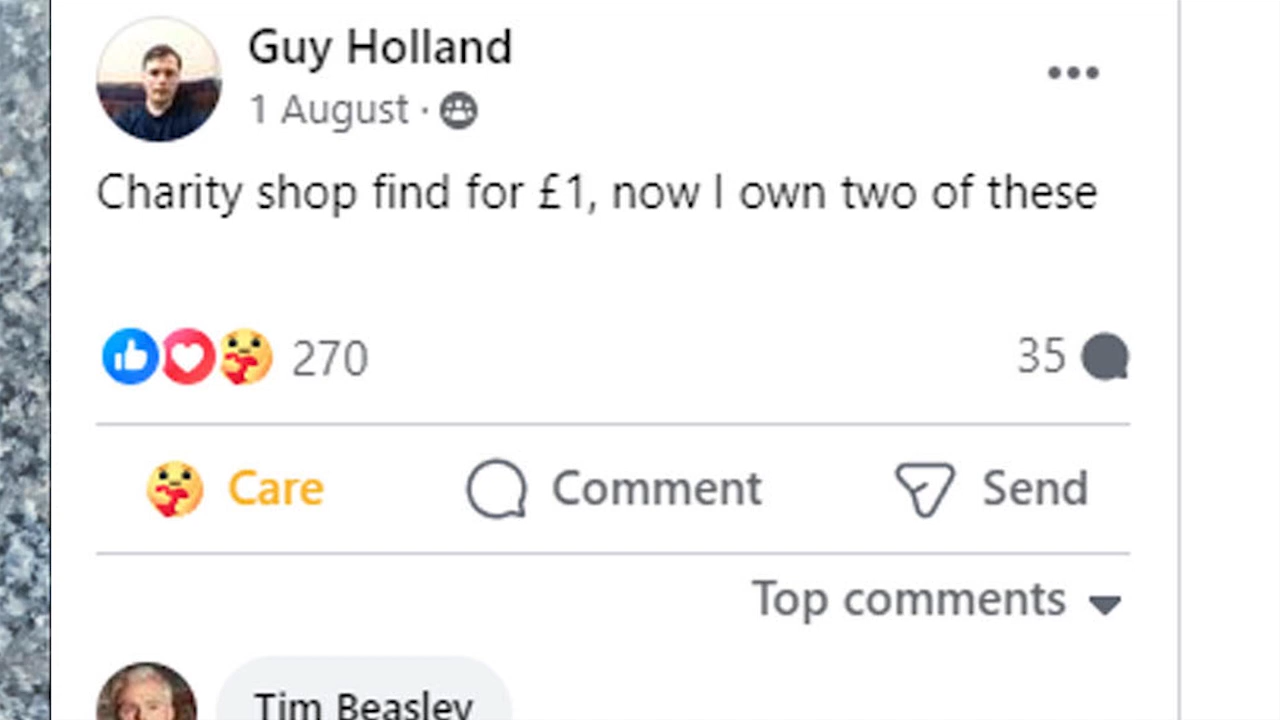 Guy Holland
1 August ·
Charity shop find for £1, now I own two of these
270
35
Care
Comment
Send
Top comments
Tim Beasley